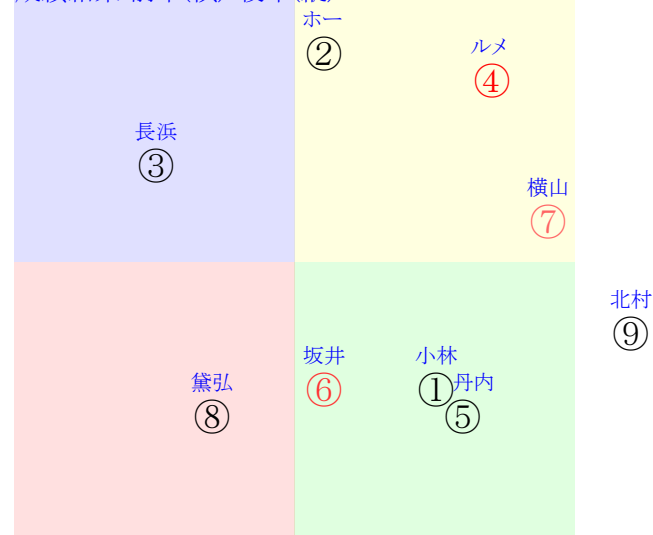 ホー
②
ルメ
④
長浜
③
横山
⑦
北村
⑨
坂井
⑥
小林
①
丹内
⑤
黛弘
⑧